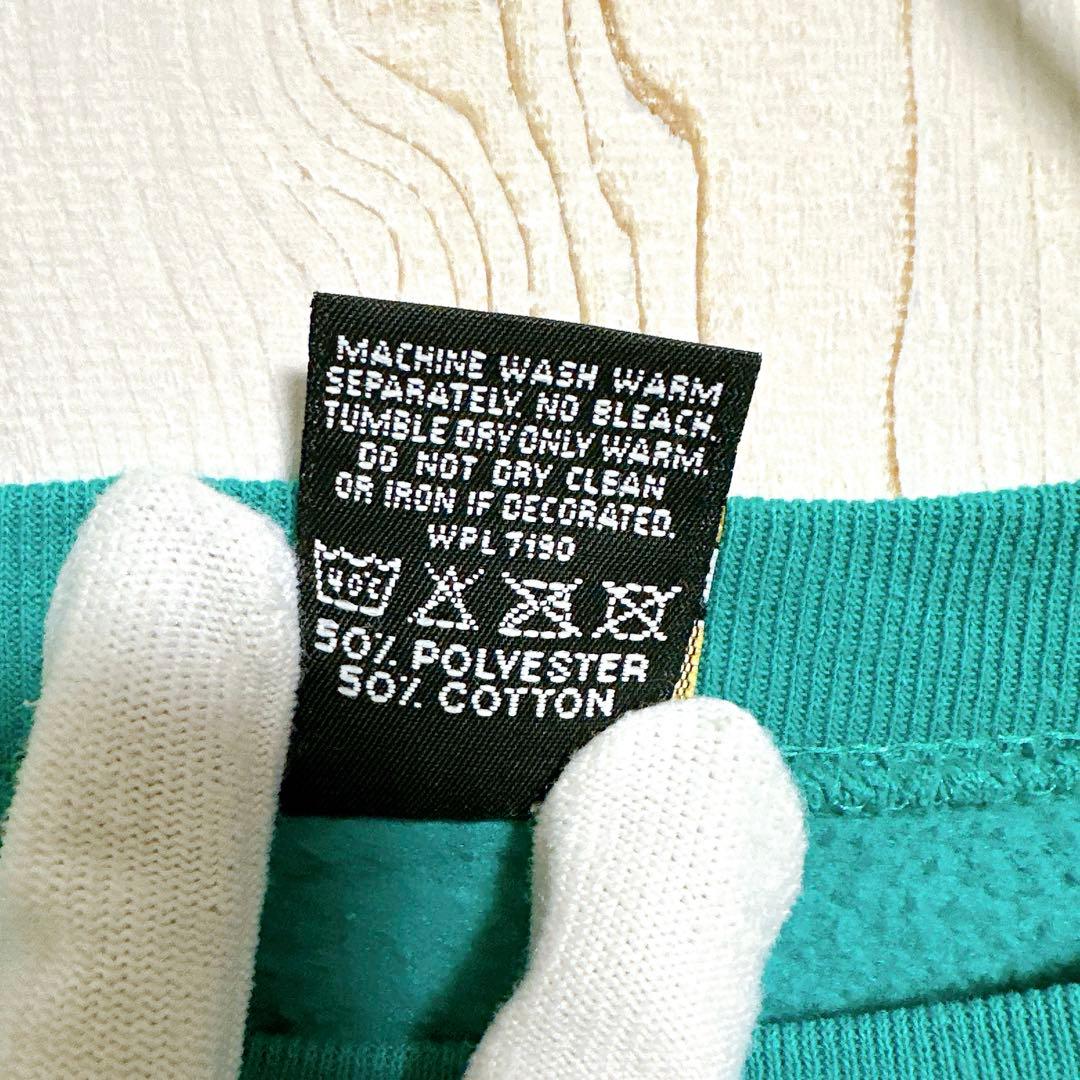 MACHINE WASH WARM
SEPARATELY. NO BLEACH.
TUMBLE DRY ONLY WARM.
DO NOT DRY CLEAN
OR IRON IF DECORATED.
WPL 7190
40C
50% POLYESTER
50% COTTON